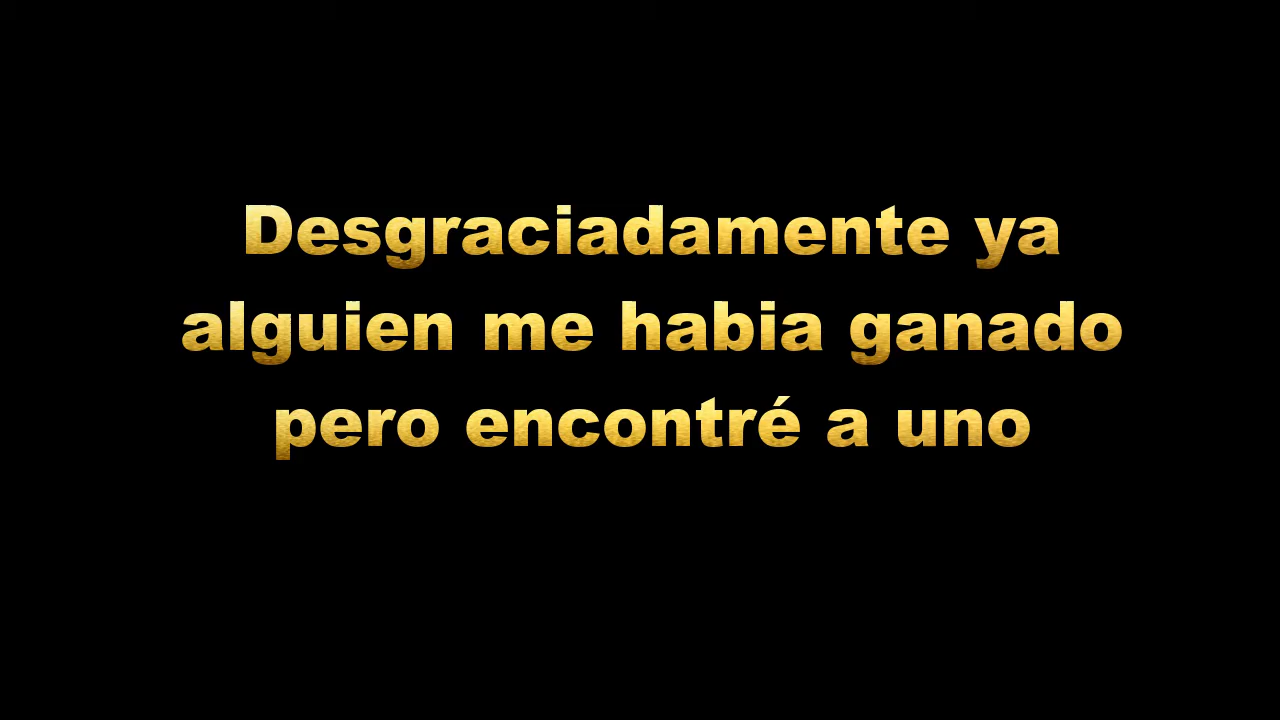 Desgraciadamente ya
alguien me habia ganado
pero encontré a uno